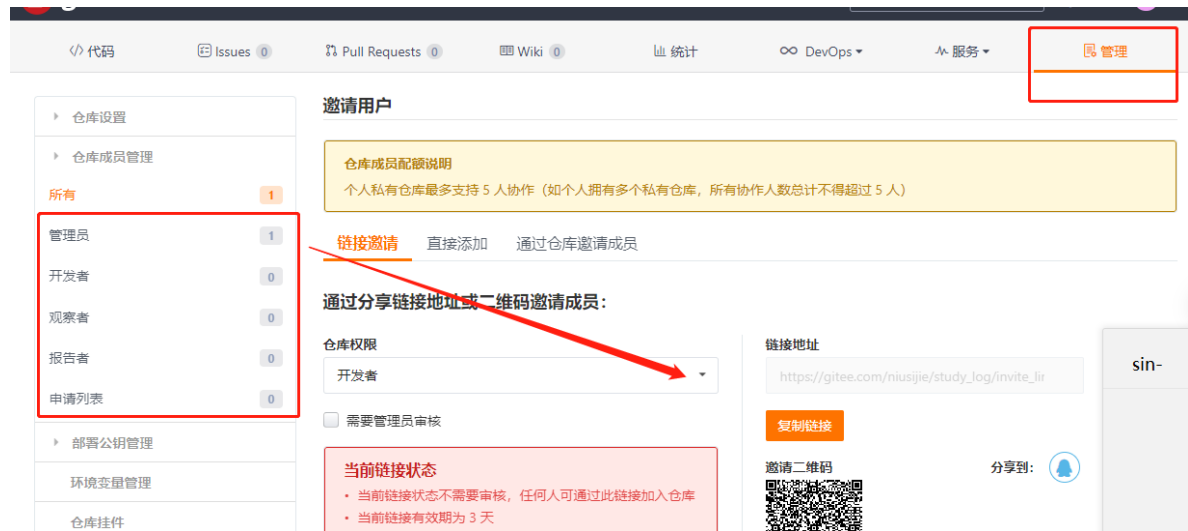 代码 Issues 0 Pull Requests 0 Wiki 0 统计 DevOps 服务 管理
仓库设置
仓库成员管理
所有 1
管理员 1
开发者 0
观察者 0
报告者 0
申请列表 0
部署公钥管理
环境变量管理
仓库挂件
邀请用户
仓库成员配额说明
个人私有仓库最多支持 5 人协作（如个人拥有多个私有仓库，所有协作人数总计不得超过 5 人）
链接邀请 直接添加 通过仓库邀请成员
通过分享链接地址或二维码邀请成员：
仓库权限
开发者
需要管理员审核
当前链接状态
• 当前链接状态不需要审核，任何人可通过此链接加入仓库
• 当前链接有效期为 3 天
链接地址
https://gitee.com/niusijie/study_log/invite_lir
复制链接
邀请二维码 分享到：
sin-